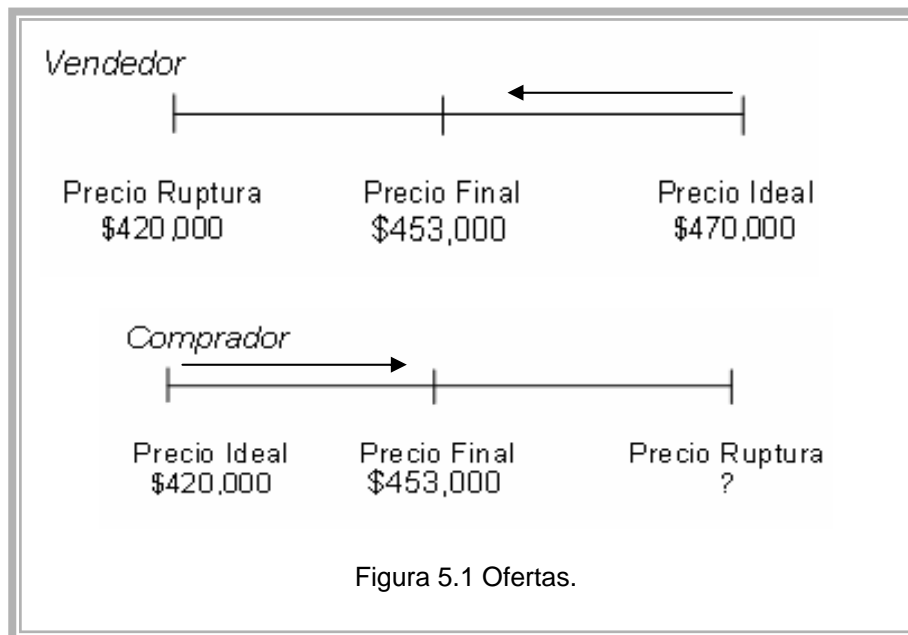 Vendedor
Precio Ruptura Precio Final Precio Ideal
$420,000 $453,000 $470,000
Comprador
Precio Ideal Precio Final Precio Ruptura
$420,000 $453,000 ?
Figura 5.1 Ofertas.